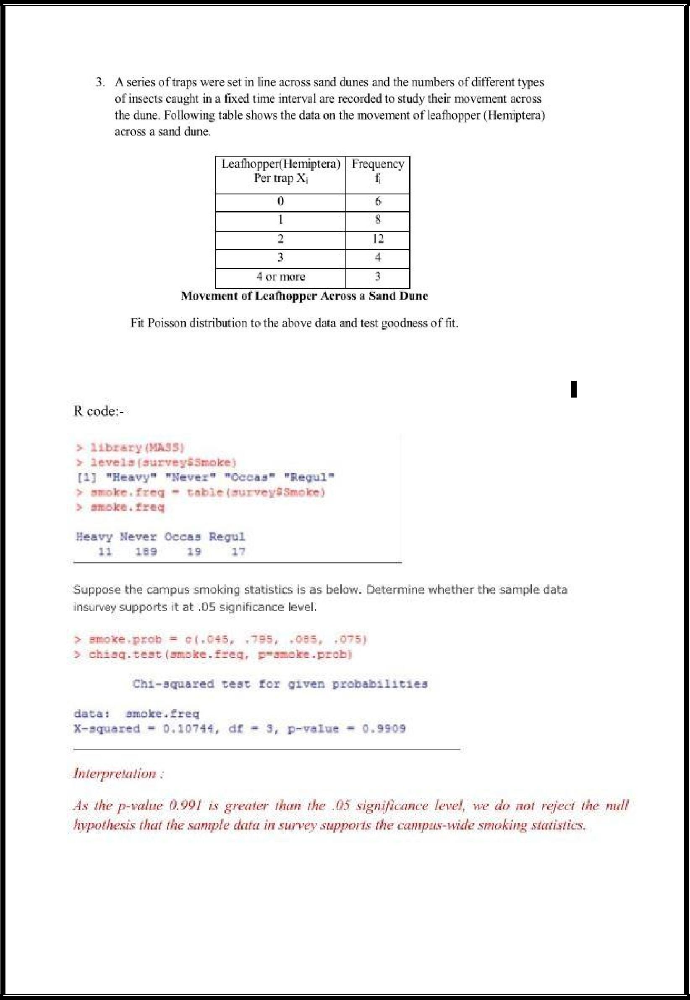 3. A series of traps were set in line across sand dunes and the numbers of different types
of insects caught in a fixed time interval are recorded to study their movement across
the dune. Following table shows the data on the movement of leafhopper (Hemiptera)
across a sand dune.
Leafhopper(Hemiptera) Frequency
Per trap Xi fi
0 6
1 8
2 12
3 4
4 or more 3
Movement of Leafhopper Across a Sand Dune
Fit Poisson distribution to the above data and test goodness of fit.
R code:-
> library(MASS)
> levels(survey$Smoke)
[1] "Heavy" "Never" "Occas" "Regul"
> smoke.freq = table(survey$Smoke)
> smoke.freq
Heavy Never Occas Regul
11 189 19 17
Suppose the campus smoking statistics is as below. Determine whether the sample data
insurvey supports it at .05 significance level.
> smoke.prob = c(.045, .795, .085, .075)
> chisq.test(smoke.freq, p=smoke.prob)
Chi-squared test for given probabilities
data: smoke.freq
X-squared = 0.10744, df = 3, p-value = 0.9909
Interpretation :
As the p-value 0.991 is greater than the .05 significance level, we do not reject the null
hypothesis that the sample data in survey supports the campus-wide smoking statistics.